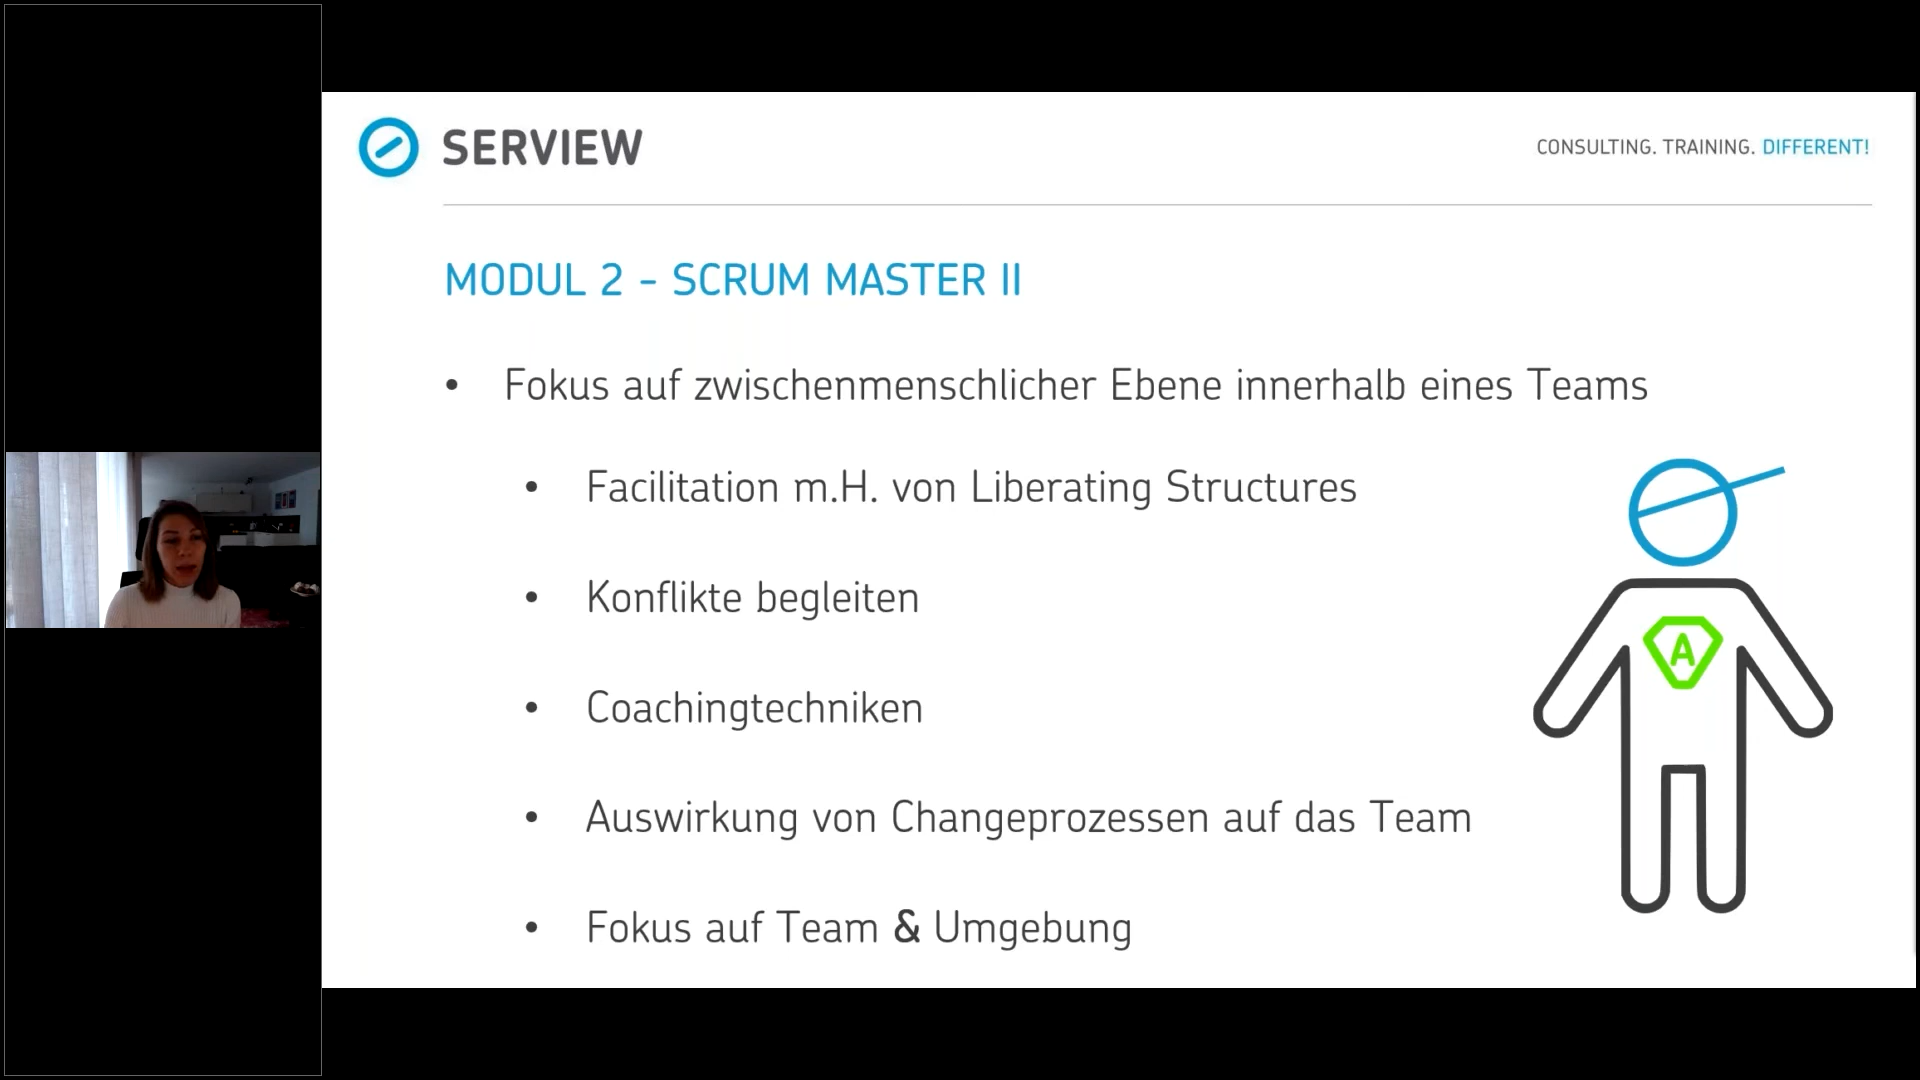 SERVIEW
CONSULTING. TRAINING. DIFFERENT!
MODUL 2 - SCRUM MASTER II
• Fokus auf zwischenmenschlicher Ebene innerhalb eines Teams
• Facilitation m.H. von Liberating Structures
• Konflikte begleiten
• Coachingtechniken
• Auswirkung von Changeprozessen auf das Team
• Fokus auf Team & Umgebung
A